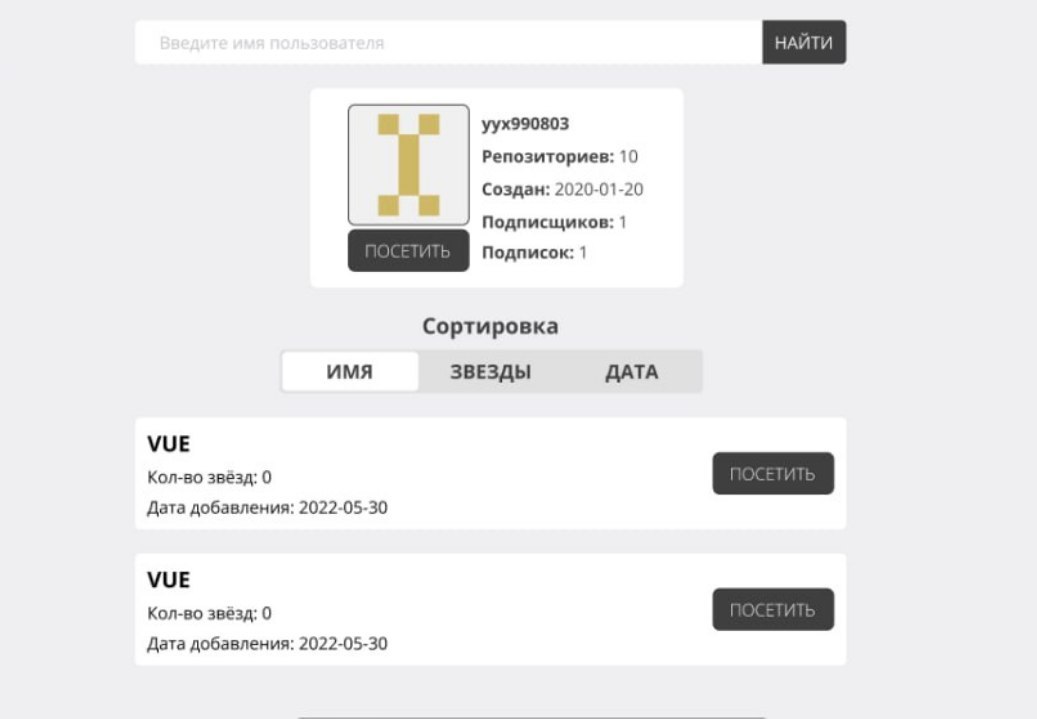 Введите имя пользователя
НАЙТИ
yyx990803
Репозиториев: 10
Создан: 2020-01-20
Подписщиков: 1
Подписок: 1
ПОСЕТИТЬ
Сортировка
ИМЯ ЗВЕЗДЫ ДАТА
VUE
Кол-во звёзд: 0
Дата добавления: 2022-05-30
ПОСЕТИТЬ
VUE
Кол-во звёзд: 0
Дата добавления: 2022-05-30
ПОСЕТИТЬ